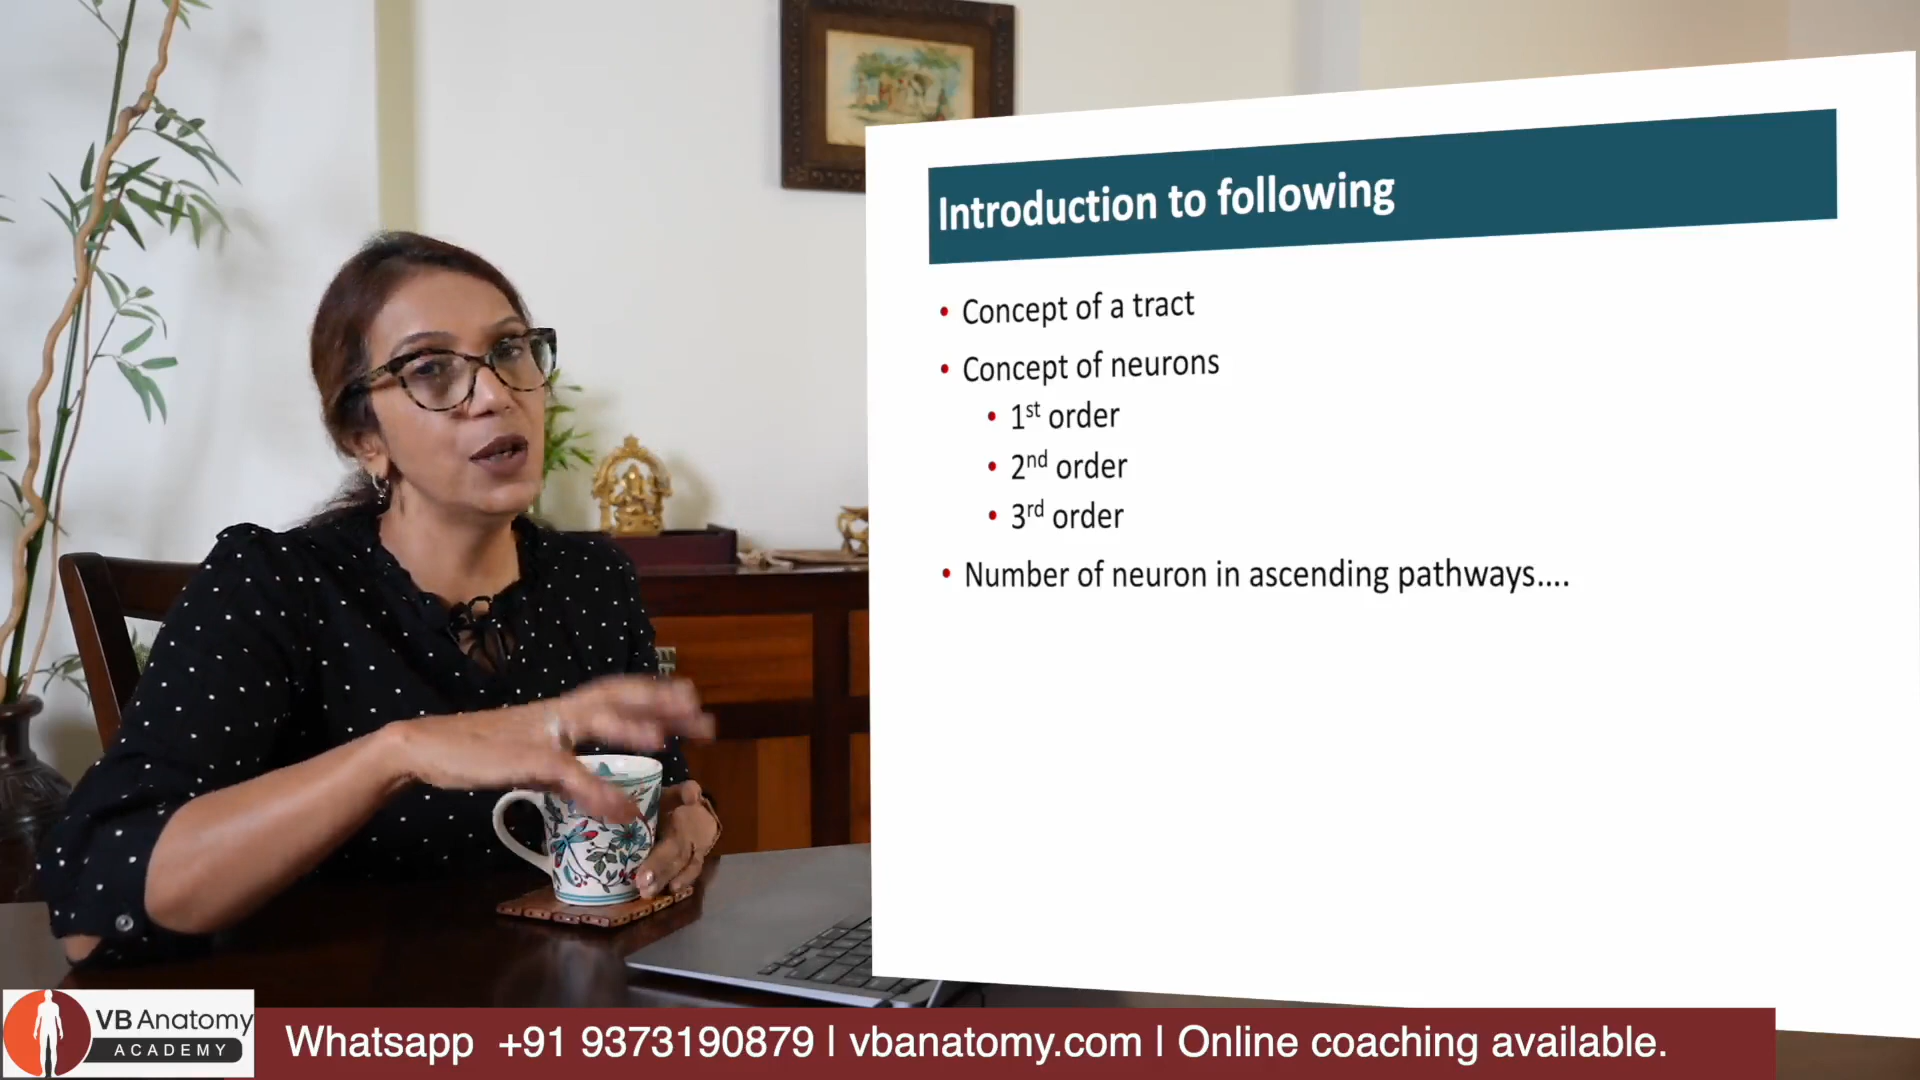 Introduction to following
• Concept of a tract
• Concept of neurons
• 1st order
• 2nd order
• 3rd order
• Number of neuron in ascending pathways....
VB Anatomy
ACADEMY
Whatsapp +91 9373190879 | vbanatomy.com | Online coaching available.